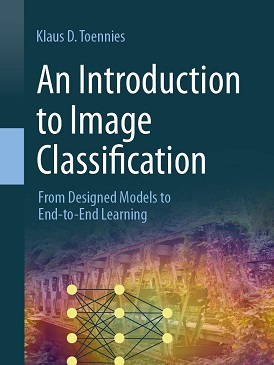 Klaus D. Toennies
An Introduction
to Image
Classification
From Designed Models to
End-to-End Learning